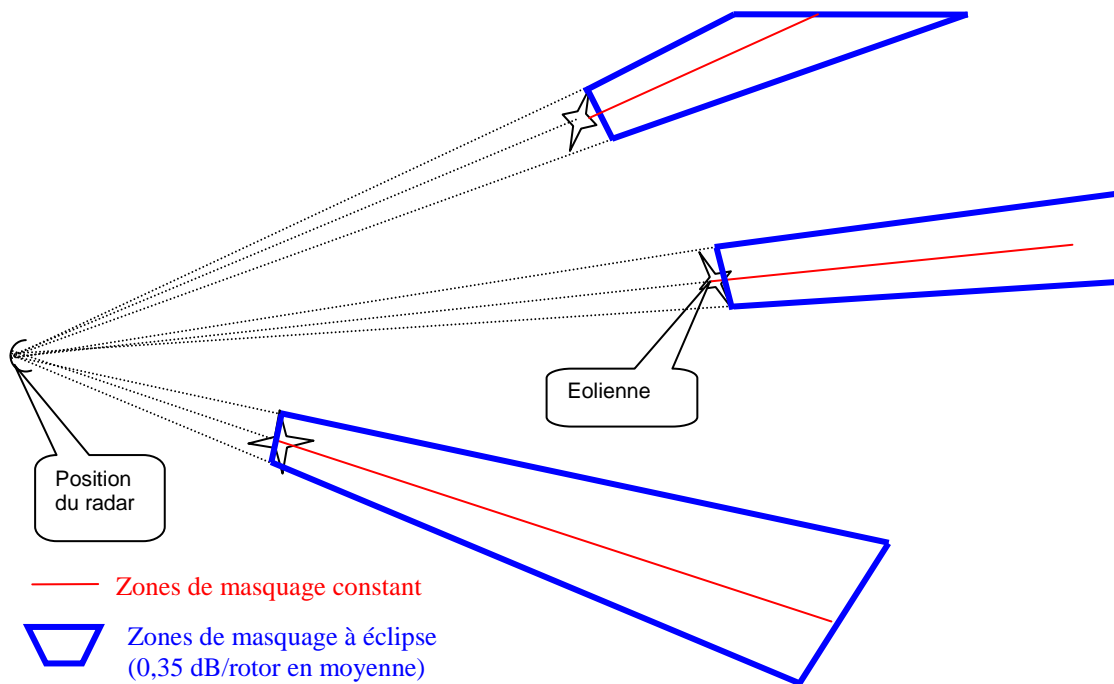 Eolienne
Position
du radar
Zones de masquage constant
Zones de masquage à éclipse
(0,35 dB/rotor en moyenne)